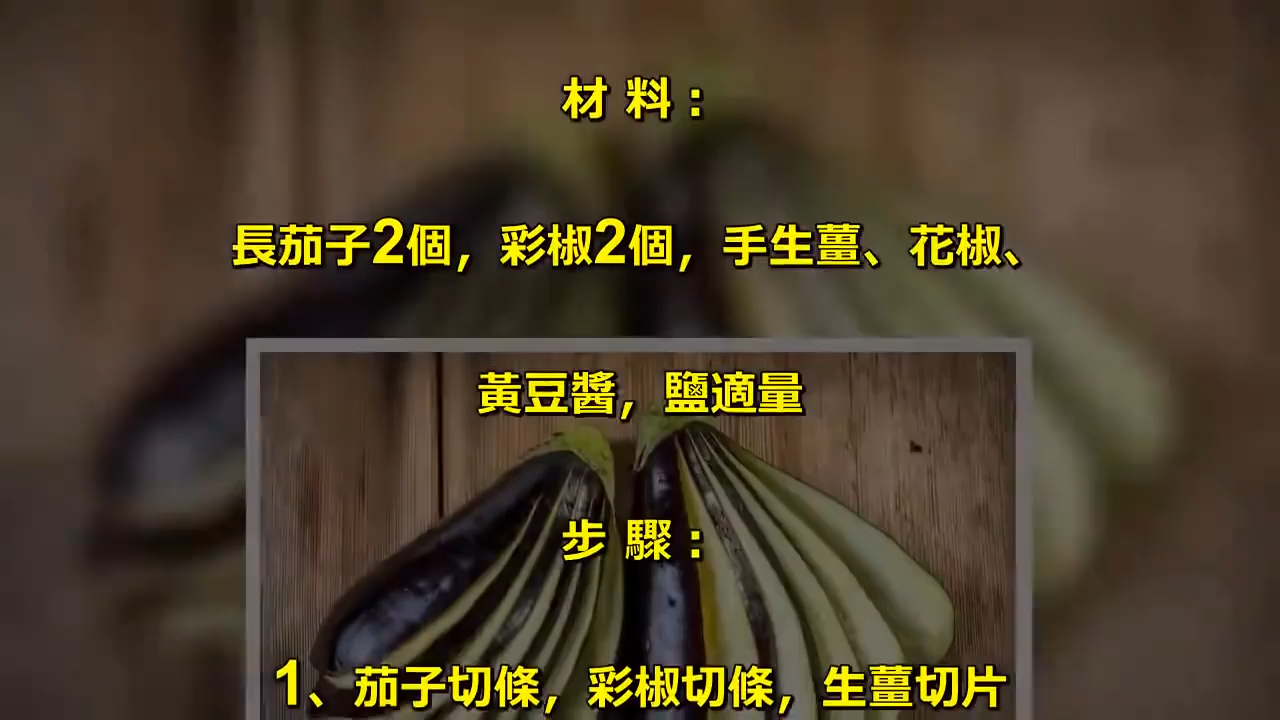 材 料：
長茄子2個，彩椒2個，手生薑、花椒、
黃豆醬，鹽適量
步 驟：
1、茄子切條，彩椒切條，生薑切片